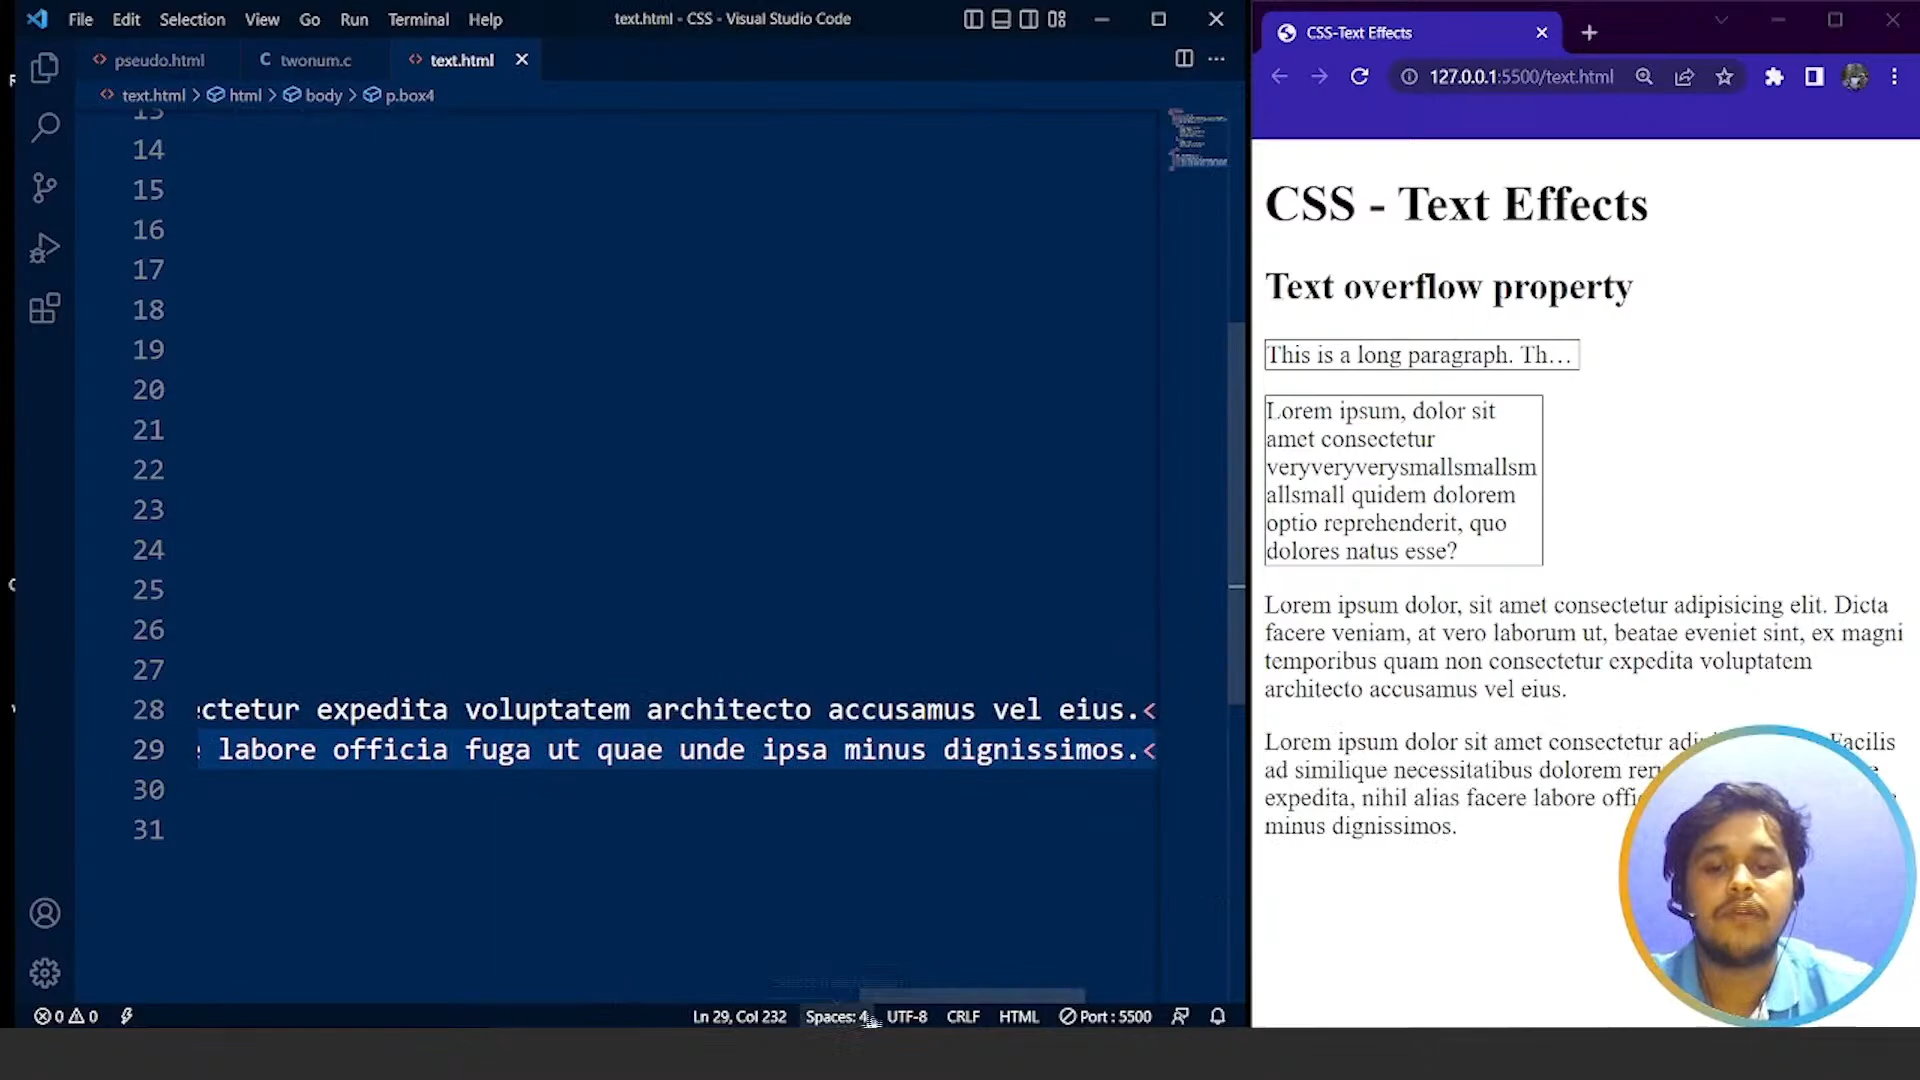 File Edit Selection View Go Run Terminal Help
text.html - CSS - Visual Studio Code
pseudo.html
C twonum.c
text.html
text.html > html > body > p.box4
13
14
15
16
17
18
19
20
21
22
23
24
25
26
27
28 ctetur expedita voluptatem architecto accusamus vel eius.<
29 labore officia fuga ut quae unde ipsa minus dignissimos.<
30
31
0 0
Ln 29, Col 232 Spaces: 4 UTF-8 CRLF HTML Port : 5500
CSS-Text Effects
127.0.0.1:5500/text.html
CSS - Text Effects
Text overflow property
This is a long paragraph. Th…
Lorem ipsum, dolor sit
amet consectetur
veryveryverysmallsmallsm
allsmall quidem dolorem
optio reprehenderit, quo
dolores natus esse?
Lorem ipsum dolor, sit amet consectetur adipisicing elit. Dicta
facere veniam, at vero laborum ut, beatae eveniet sint, ex magni
temporibus quam non consectetur expedita voluptatem
architecto accusamus vel eius.
Lorem ipsum dolor sit amet consectetur Facilis
ad similique necessitatibus dolorem
expedita, nihil alias facere labore
minus dignissimos.